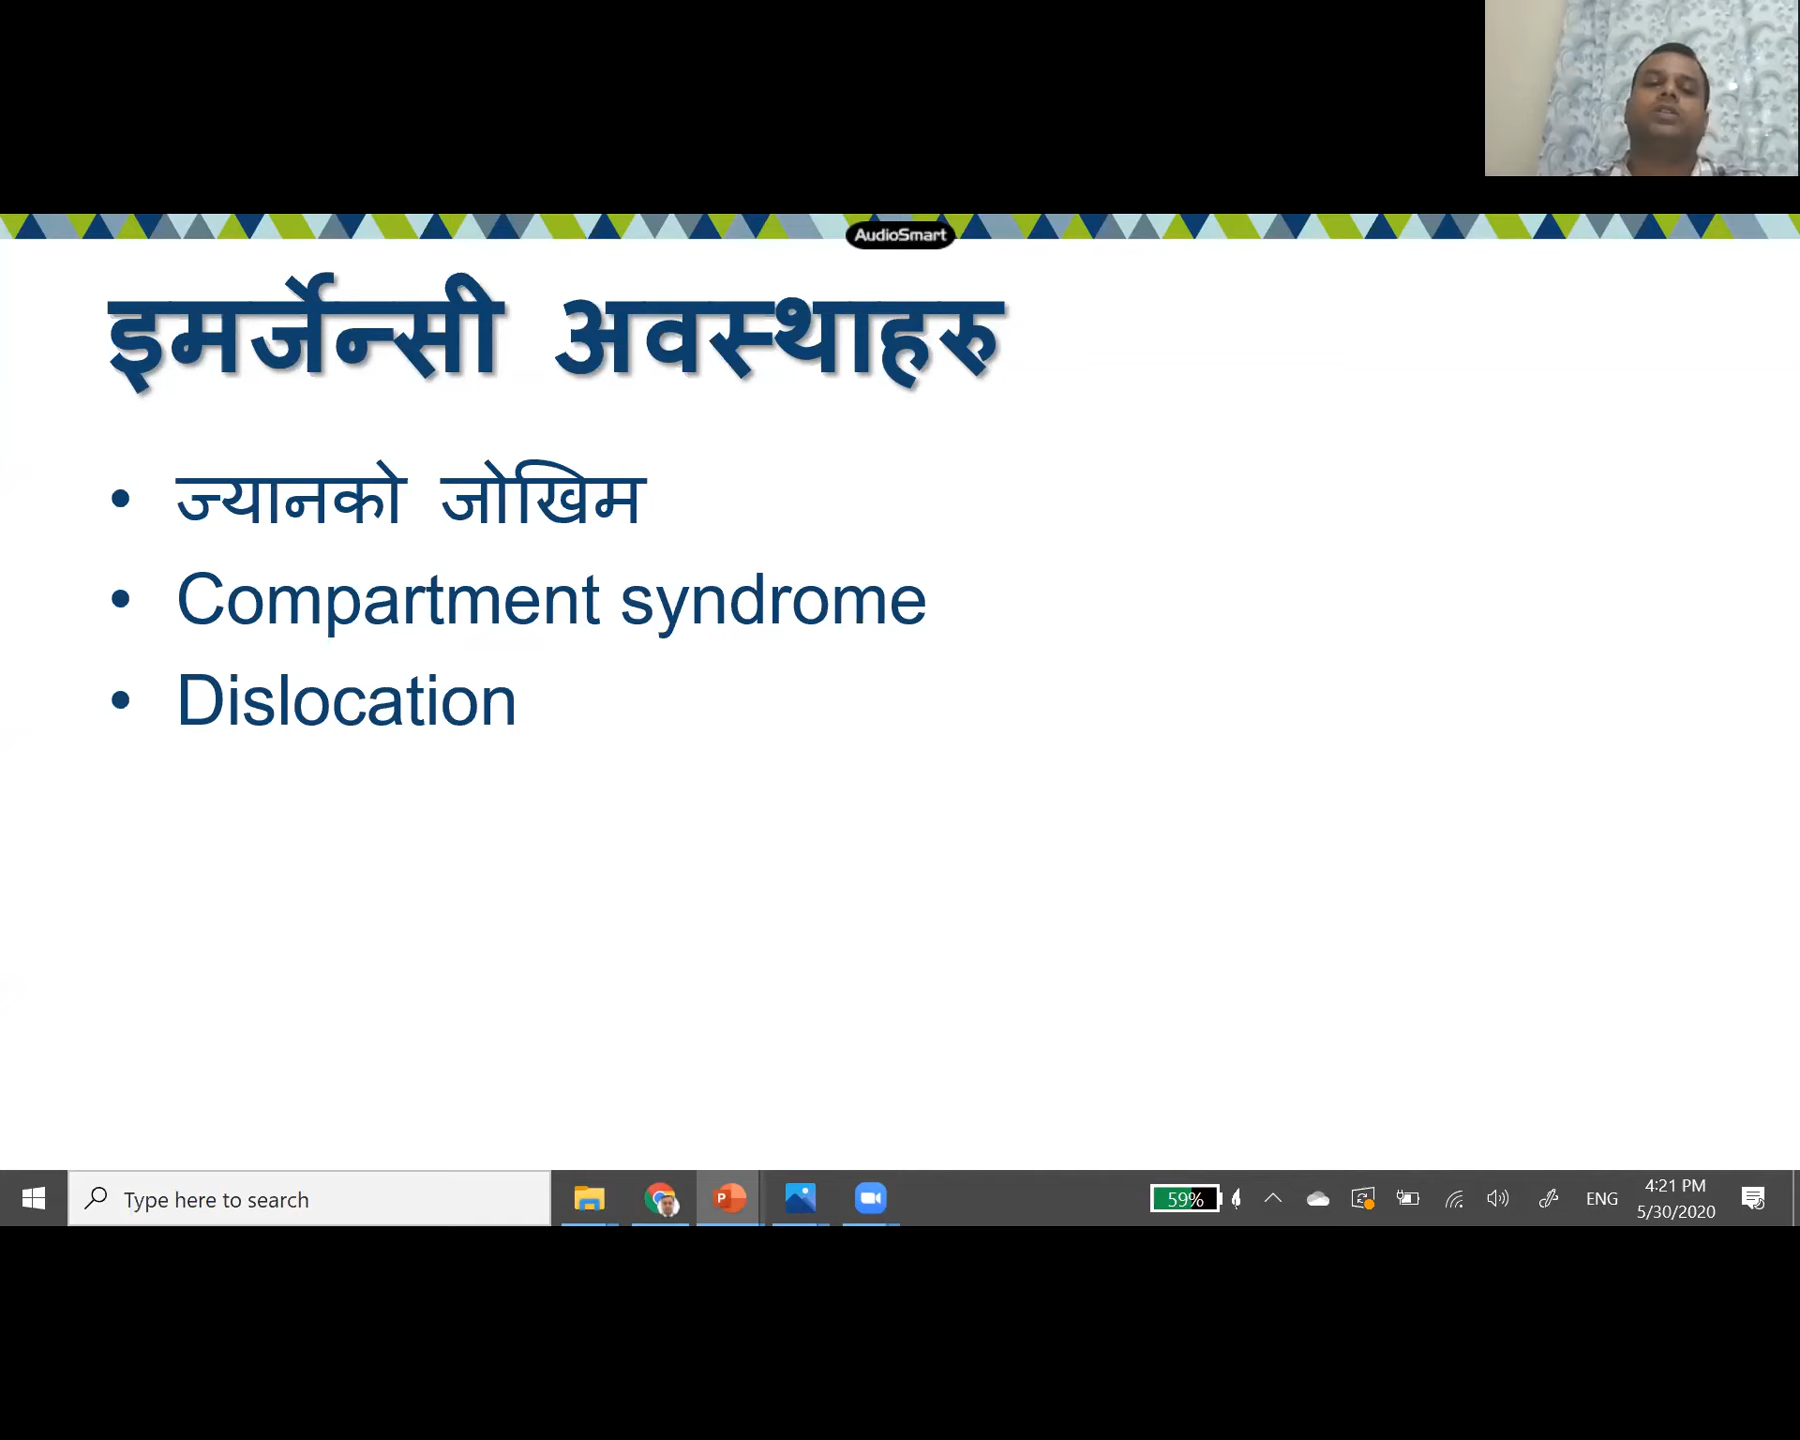 AudioSmart
इमर्जेन्सी अवस्थाहरु
• ज्यानको जोखिम
• Compartment syndrome
• Dislocation
Type here to search
59%
ENG
4:21 PM
5/30/2020